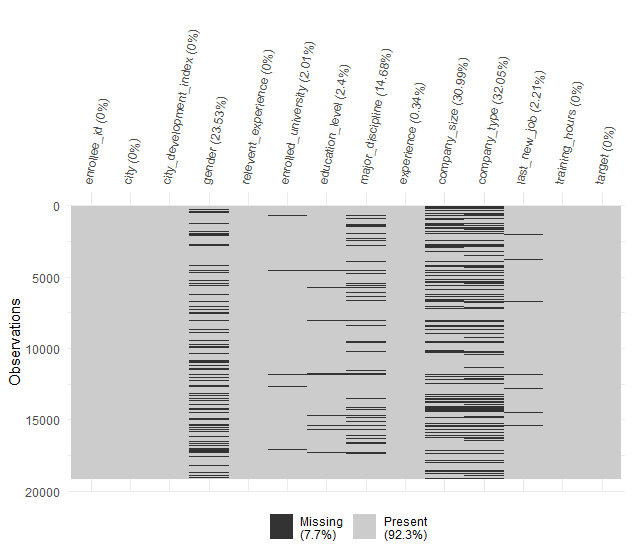 enrollee_id (0%)
city (0%)
city_development_index (0%)
gender (23.53%)
relevent_experience (0%)
enrolled_university (2.01%)
education_level (2.4%)
major_discipline (14.68%)
experience (0.34%)
company_size (30.99%)
company_type (32.05%)
last_new_job (2.21%)
training_hours (0%)
target (0%)
0
5000
10000
15000
20000
Observations
Missing
(7.7%)
Present
(92.3%)